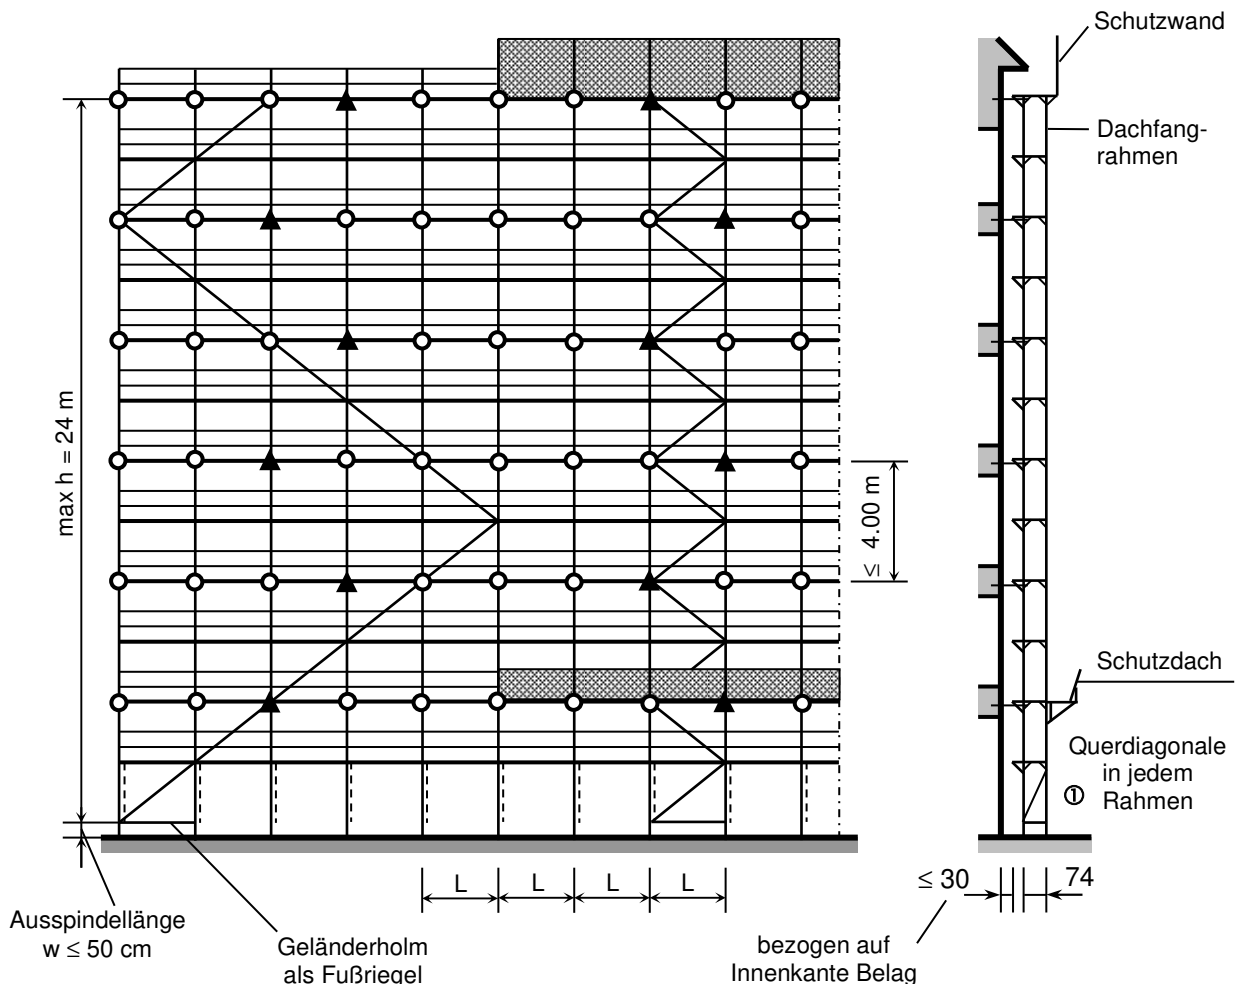 Schutzwand
Dachfang-
rahmen
max h = 24 m
≤ 4.00 m
Schutzdach
Querdiagonale
in jedem
① Rahmen
L L L L
≤ 30 74
Ausspindellänge
w ≤ 50 cm
Geländerholm
als Fußriegel
bezogen auf
Innenkante Belag